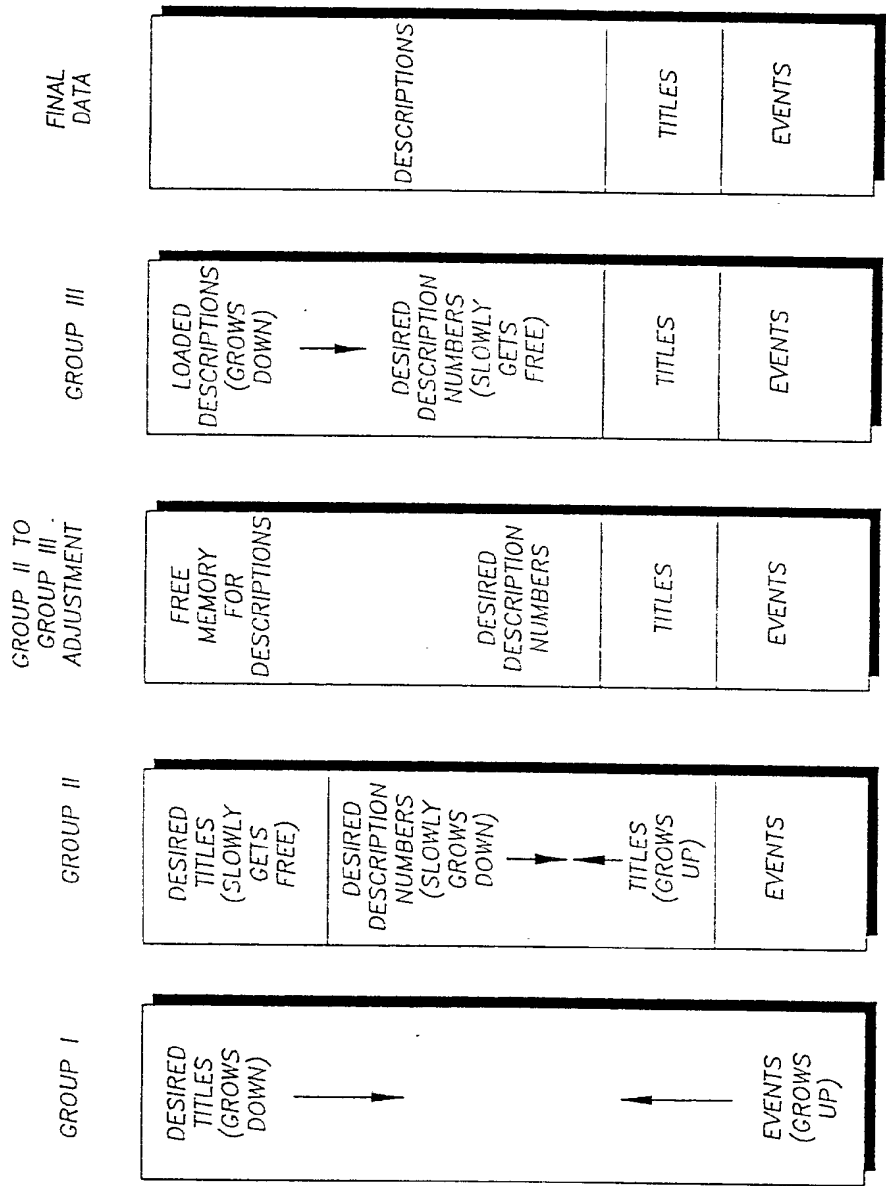 GROUP I
DESIRED
TITLES
(GROWS
DOWN)
EVENTS
(GROWS
UP)
GROUP II
DESIRED
TITLES
(SLOWLY
GETS
FREE)
DESIRED
DESCRIPTION
NUMBERS
(SLOWLY
GROWS
DOWN)
TITLES
(GROWS
UP)
EVENTS
GROUP II TO
GROUP III
ADJUSTMENT
FREE
MEMORY
FOR
DESCRIPTIONS
DESIRED
DESCRIPTION
NUMBERS
TITLES
EVENTS
GROUP III
LOADED
DESCRIPTIONS
(GROWS
DOWN)
DESIRED
DESCRIPTION
NUMBERS
(SLOWLY
GETS
FREE)
TITLES
EVENTS
FINAL
DATA
DESCRIPTIONS
TITLES
EVENTS